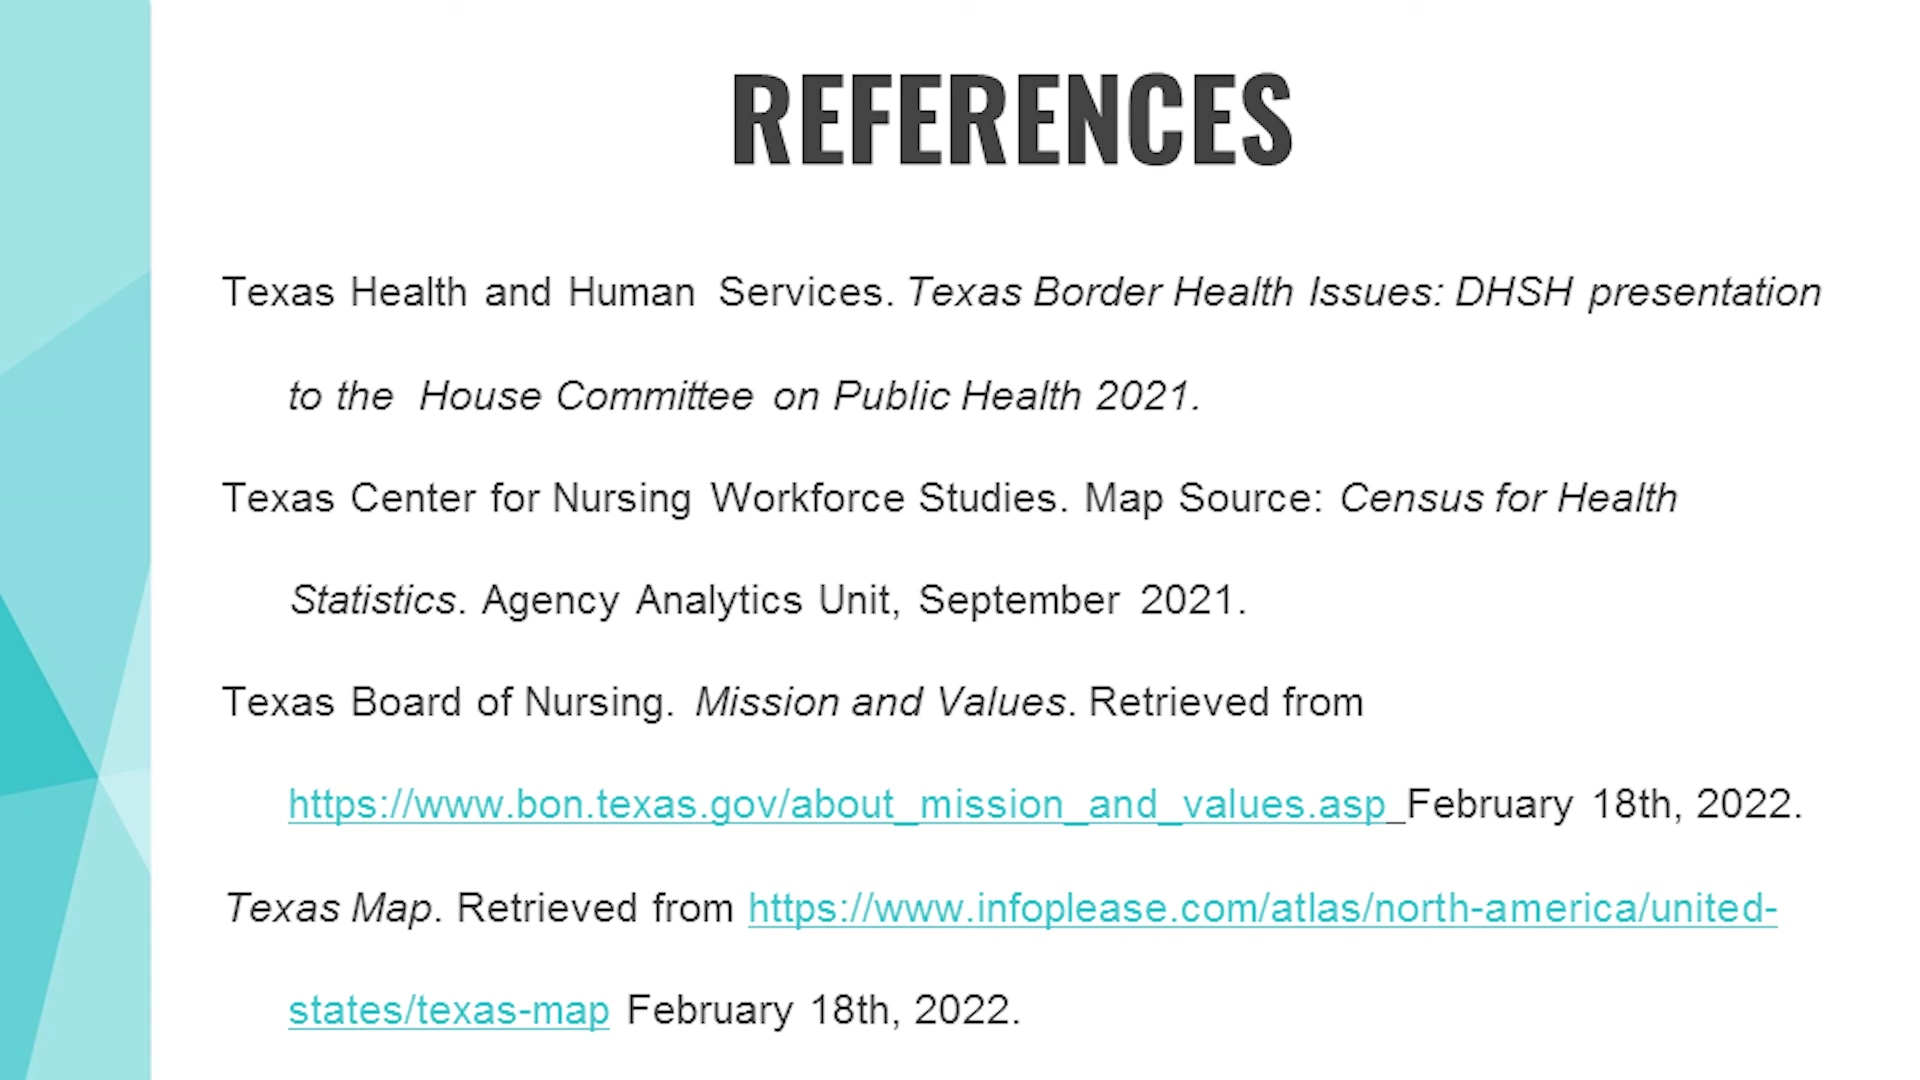 REFERENCES
Texas Health and Human Services. Texas Border Health Issues: DHSH presentation
to the House Committee on Public Health 2021.
Texas Center for Nursing Workforce Studies. Map Source: Census for Health
Statistics. Agency Analytics Unit, September 2021.
Texas Board of Nursing. Mission and Values. Retrieved from
https://www.bon.texas.gov/about_mission_and_values.asp February 18th, 2022.
Texas Map. Retrieved from https://www.infoplease.com/atlas/north-america/united-
states/texas-map February 18th, 2022.